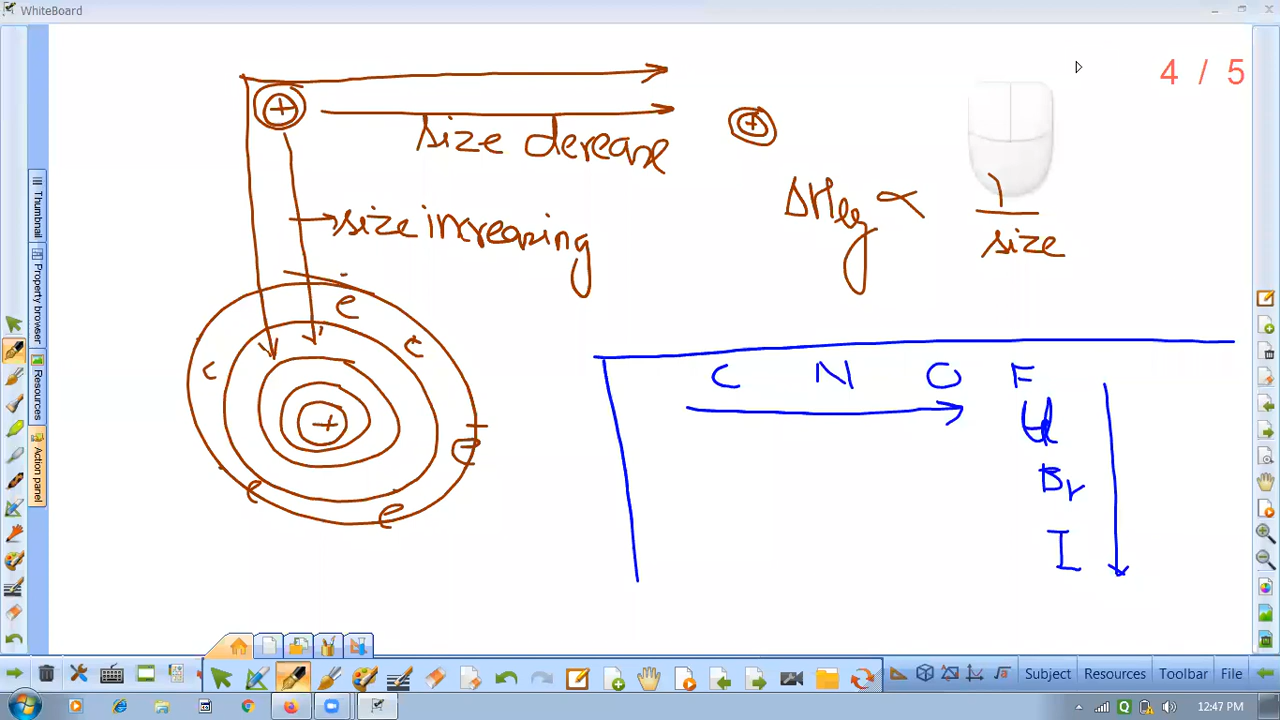 WhiteBoard
4 / 5
+
size derease
+
ΔHeg ∝ 1/size
size increasing
e
c
c
+
e
e
e
C N O F
Cl
Br
I
Thumbnail
Property browser
Resources
Action panel
Subject Resources Toolbar File
12:47 PM